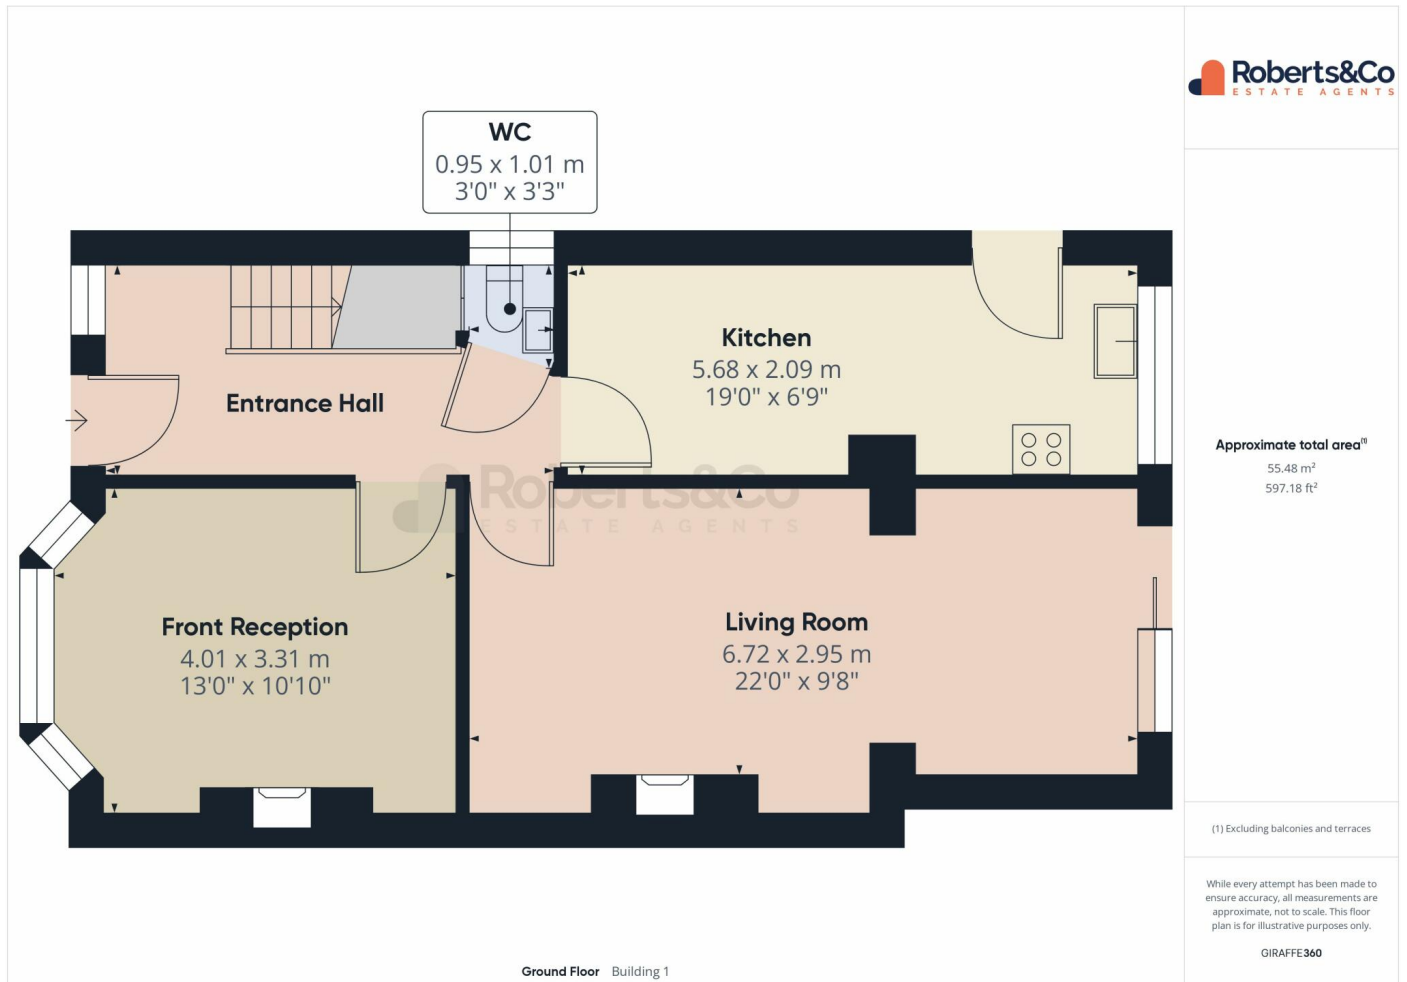 Roberts&Co
ESTATE AGENTS
WC
0.95 x 1.01 m
3'0" x 3'3"
Kitchen
5.68 x 2.09 m
19'0" x 6'9"
Entrance Hall
Roberts&Co
ESTATE AGENTS
Front Reception
4.01 x 3.31 m
13'0" x 10'10"
Living Room
6.72 x 2.95 m
22'0" x 9'8"
Approximate total area(1)
55.48 m²
597.18 ft²
(1) Excluding balconies and terraces
While every attempt has been made to
ensure accuracy, all measurements are
approximate, not to scale. This floor
plan is for illustrative purposes only.
GIRAFFE360
Ground Floor Building 1